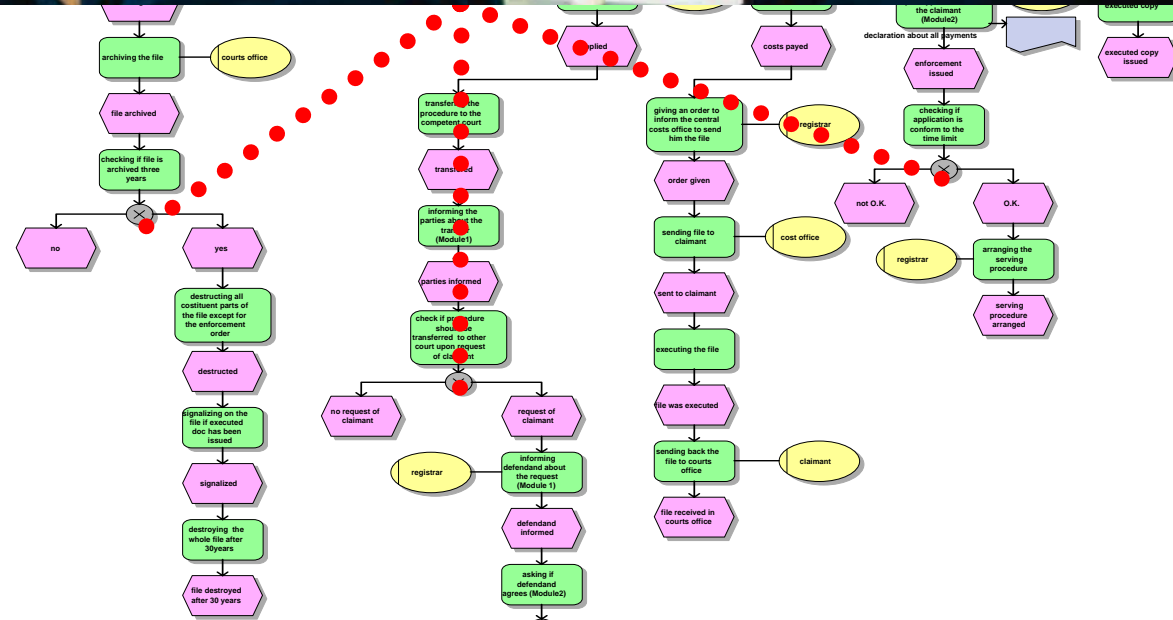 archiving the file
courts office
file archived
checking if file is
archived three
years
no
yes
destructing all
costituent parts of
the file except for
the enforcement
order
destructed
signalizing on the
file if executed
doc has been
issued
signalized
destroying the
whole file after
30years
file destroyed
after 30 years
transfering the
procedure to the
competent court
informing the
parties about the
(Module1)
parties informed
check if procedure
should be
transferred to other
court upon request
of claimant
no request of
claimant
request of
claimant
registrar
informing
defendand about
the request
(Module 1)
defendand
informed
asking if
defendand
agrees (Module2)
costs payed
giving an order to
inform the central
costs office to send
him the file
registrar
order given
sending file to
claimant
cost office
sent to claimant
executing the file
file was executed
sending back the
file to courts
office
claimant
file received in
courts office
the claimant
(Module2)
declaration about all payments
enforcement
issued
checking if
application is
conform to the
time limit
not O.K.
O.K.
arranging the
serving
procedure
registrar
serving
procedure
arranged
executed copy
executed copy
issued